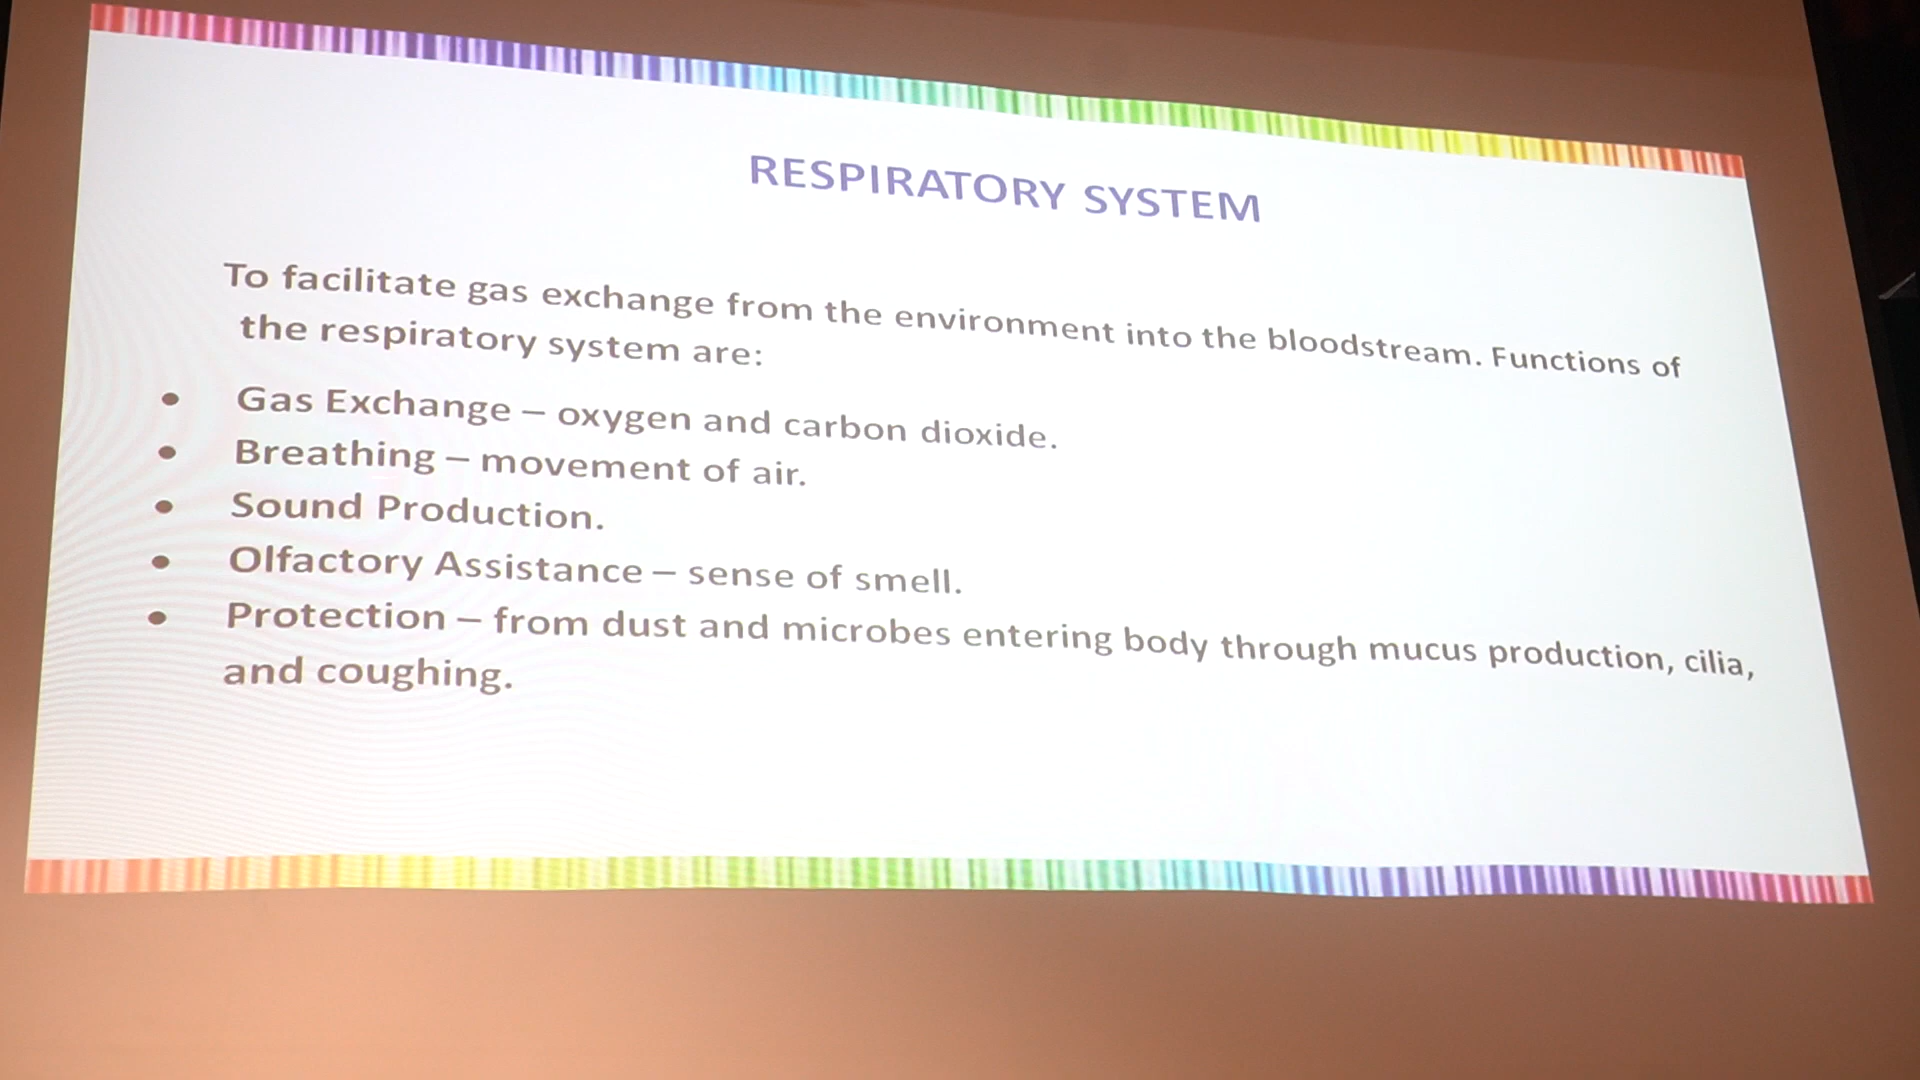 RESPIRATORY SYSTEM
To facilitate gas exchange from the environment into the bloodstream. Functions of
the respiratory system are:
• Gas Exchange – oxygen and carbon dioxide.
• Breathing – movement of air.
• Sound Production.
• Olfactory Assistance – sense of smell.
• Protection – from dust and microbes entering body through mucus production, cilia,
and coughing.